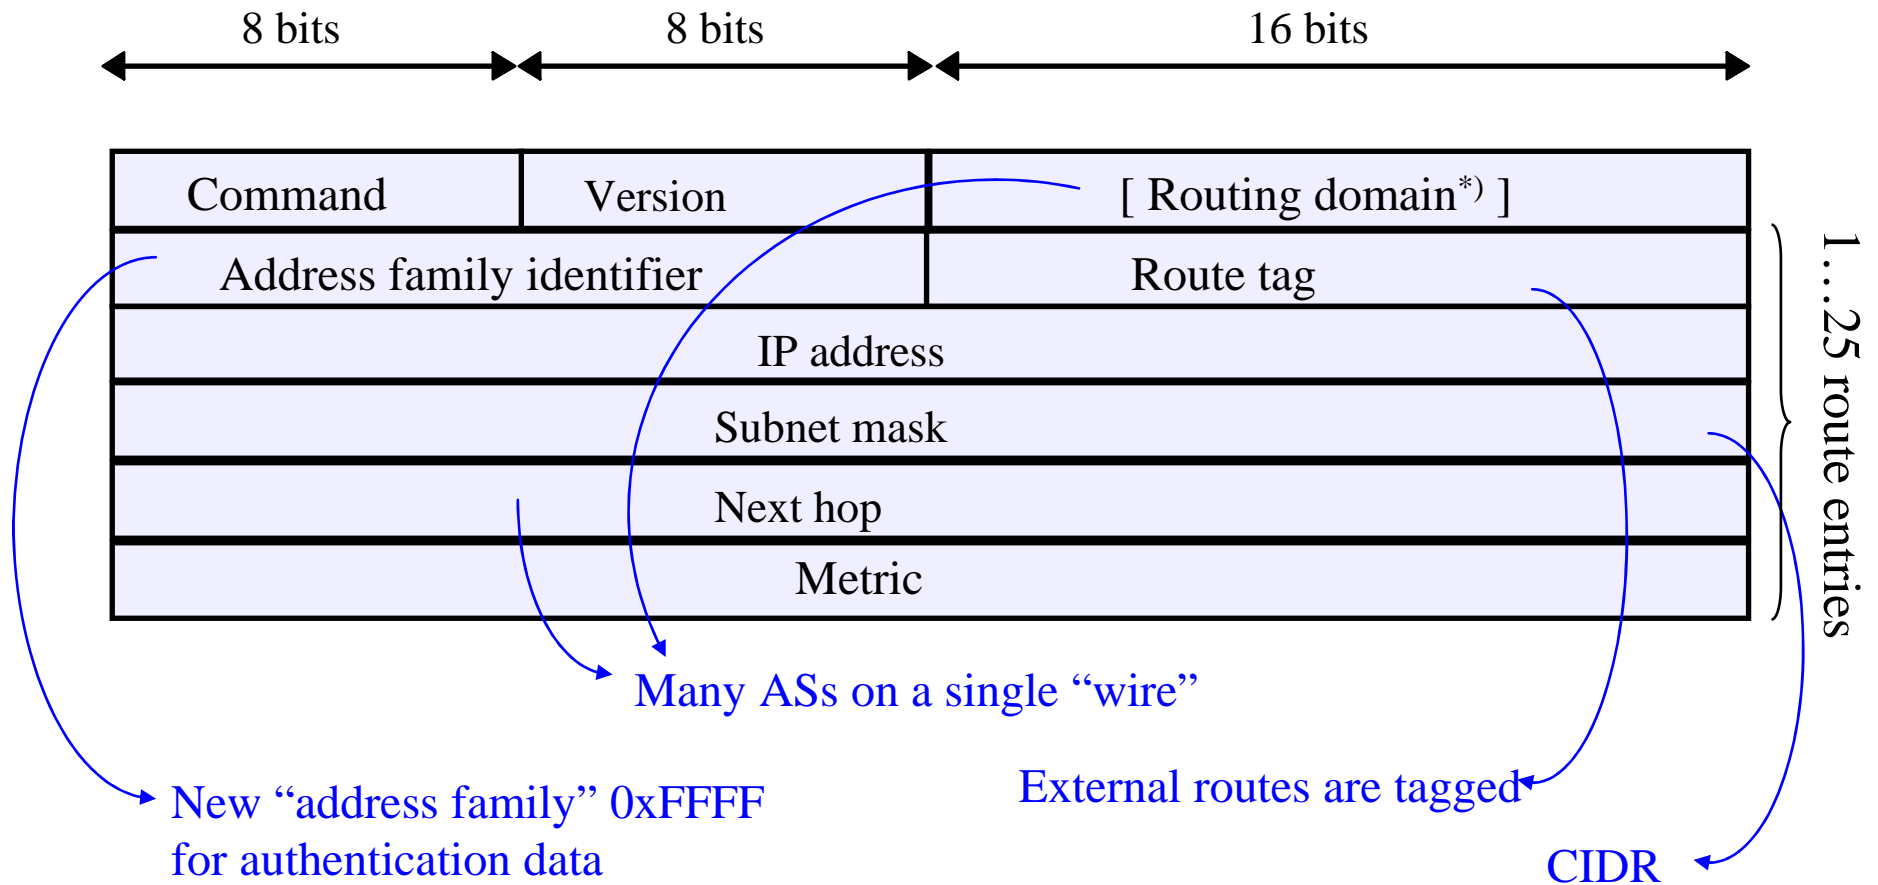 8 bits 8 bits 16 bits
Command Version [ Routing domain*) ]
Address family identifier Route tag
IP address
Subnet mask
Next hop
Metric
1…25 route entries
Many ASs on a single “wire”
External routes are tagged
New “address family” 0xFFFF
for authentication data
CIDR